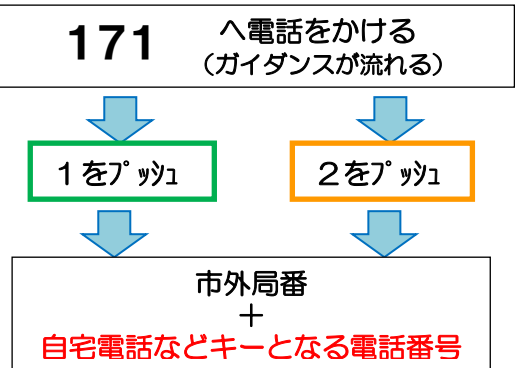 171 へ電話をかける
（ガイダンスが流れる）
１をﾌﾟｯｼｭ
２をﾌﾟｯｼｭ
市外局番
＋
自宅電話などキーとなる電話番号